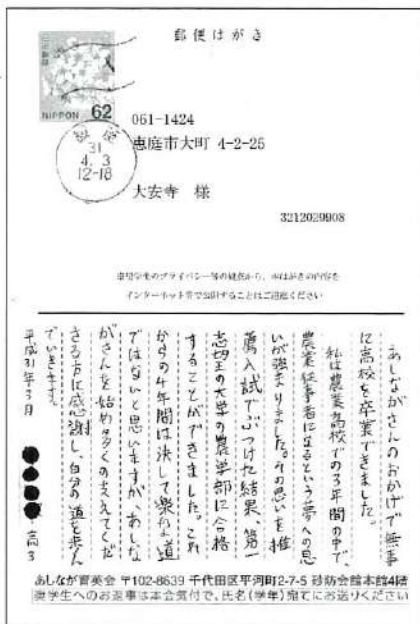 郵便はがき
NIPPON 62
31
4.3
12-18
061-1424
恵庭市大町 4-2-25
大安寺 様
3212029908
奨学生のプライバシー等の観点から、本はがきの内容を
インターネット等で公開することはご遠慮ください
あしながさんのおかげで無事
に高校を卒業できました。
私は農業高校での3年間の中で、
農業従事者になるという夢への思
いが強まりました。その思いを推
薦入試でぶつけた結果、第一
志望の大学の農学部に合格
することができました。これ
からの4年間は決して楽な道
ではないと思いますが、あしな
がさんを始め多くの支えてくだ
さる方に感謝し、自分の道を歩ん
でいきます。
平成31年3月
高3
あしなが育英会 〒102-8639 千代田区平河町2-7-5 砂防会館本館4階
奨学生へのお返事は本会気付で、氏名(学年)宛てにお送りください